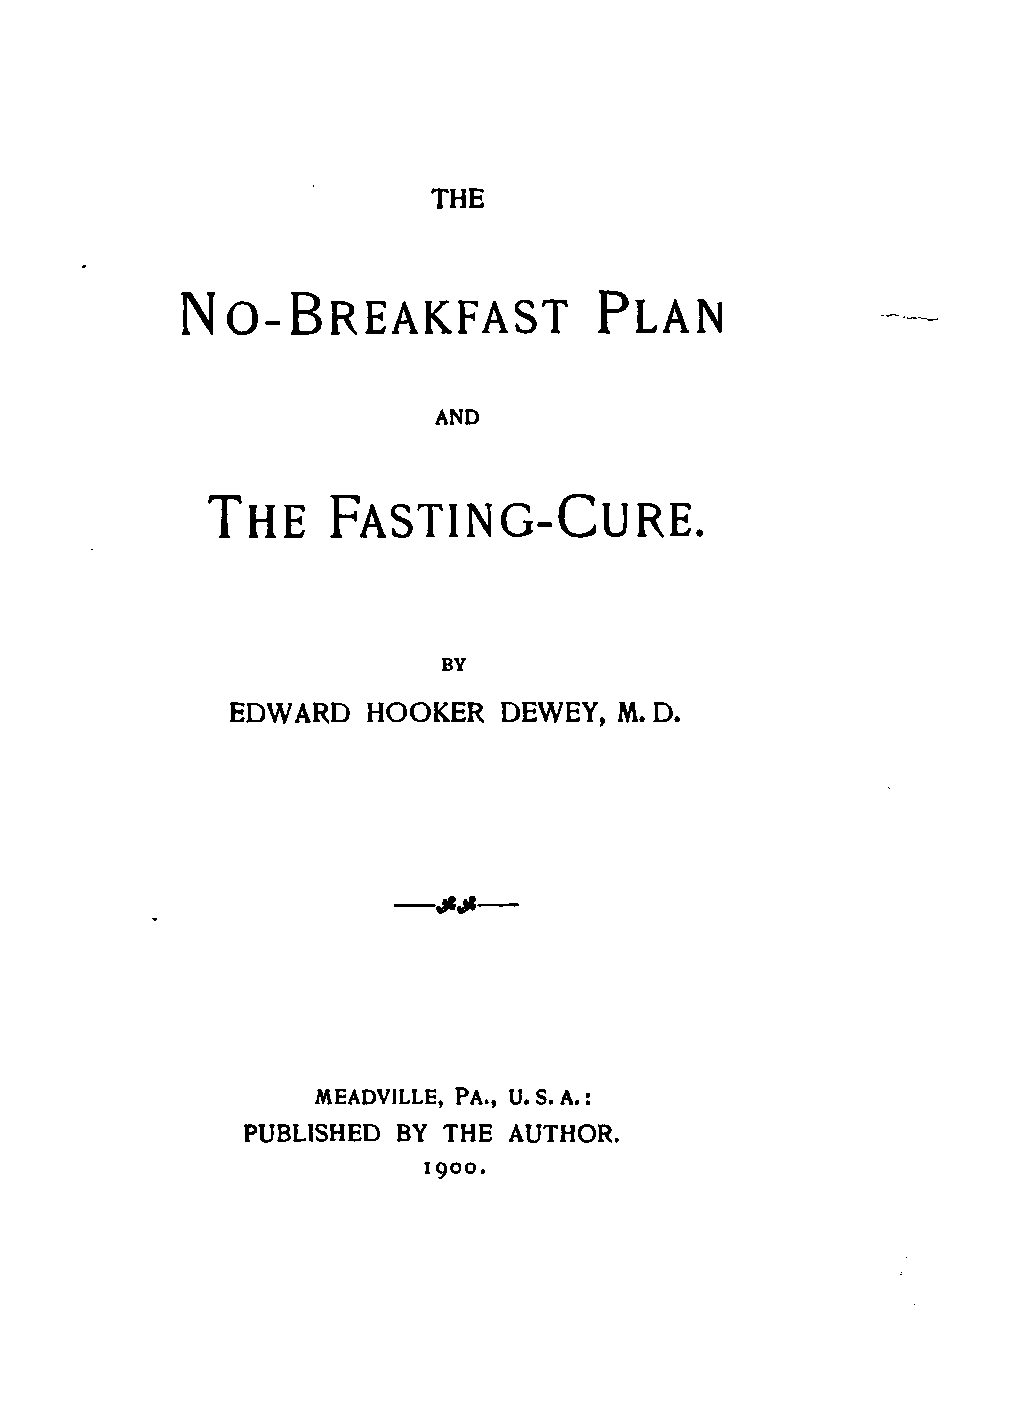 THE
NO-BREAKFAST PLAN
AND
THE FASTING-CURE.
BY
EDWARD HOOKER DEWEY, M. D.
MEADVILLE, PA., U. S. A.:
PUBLISHED BY THE AUTHOR.
1900.